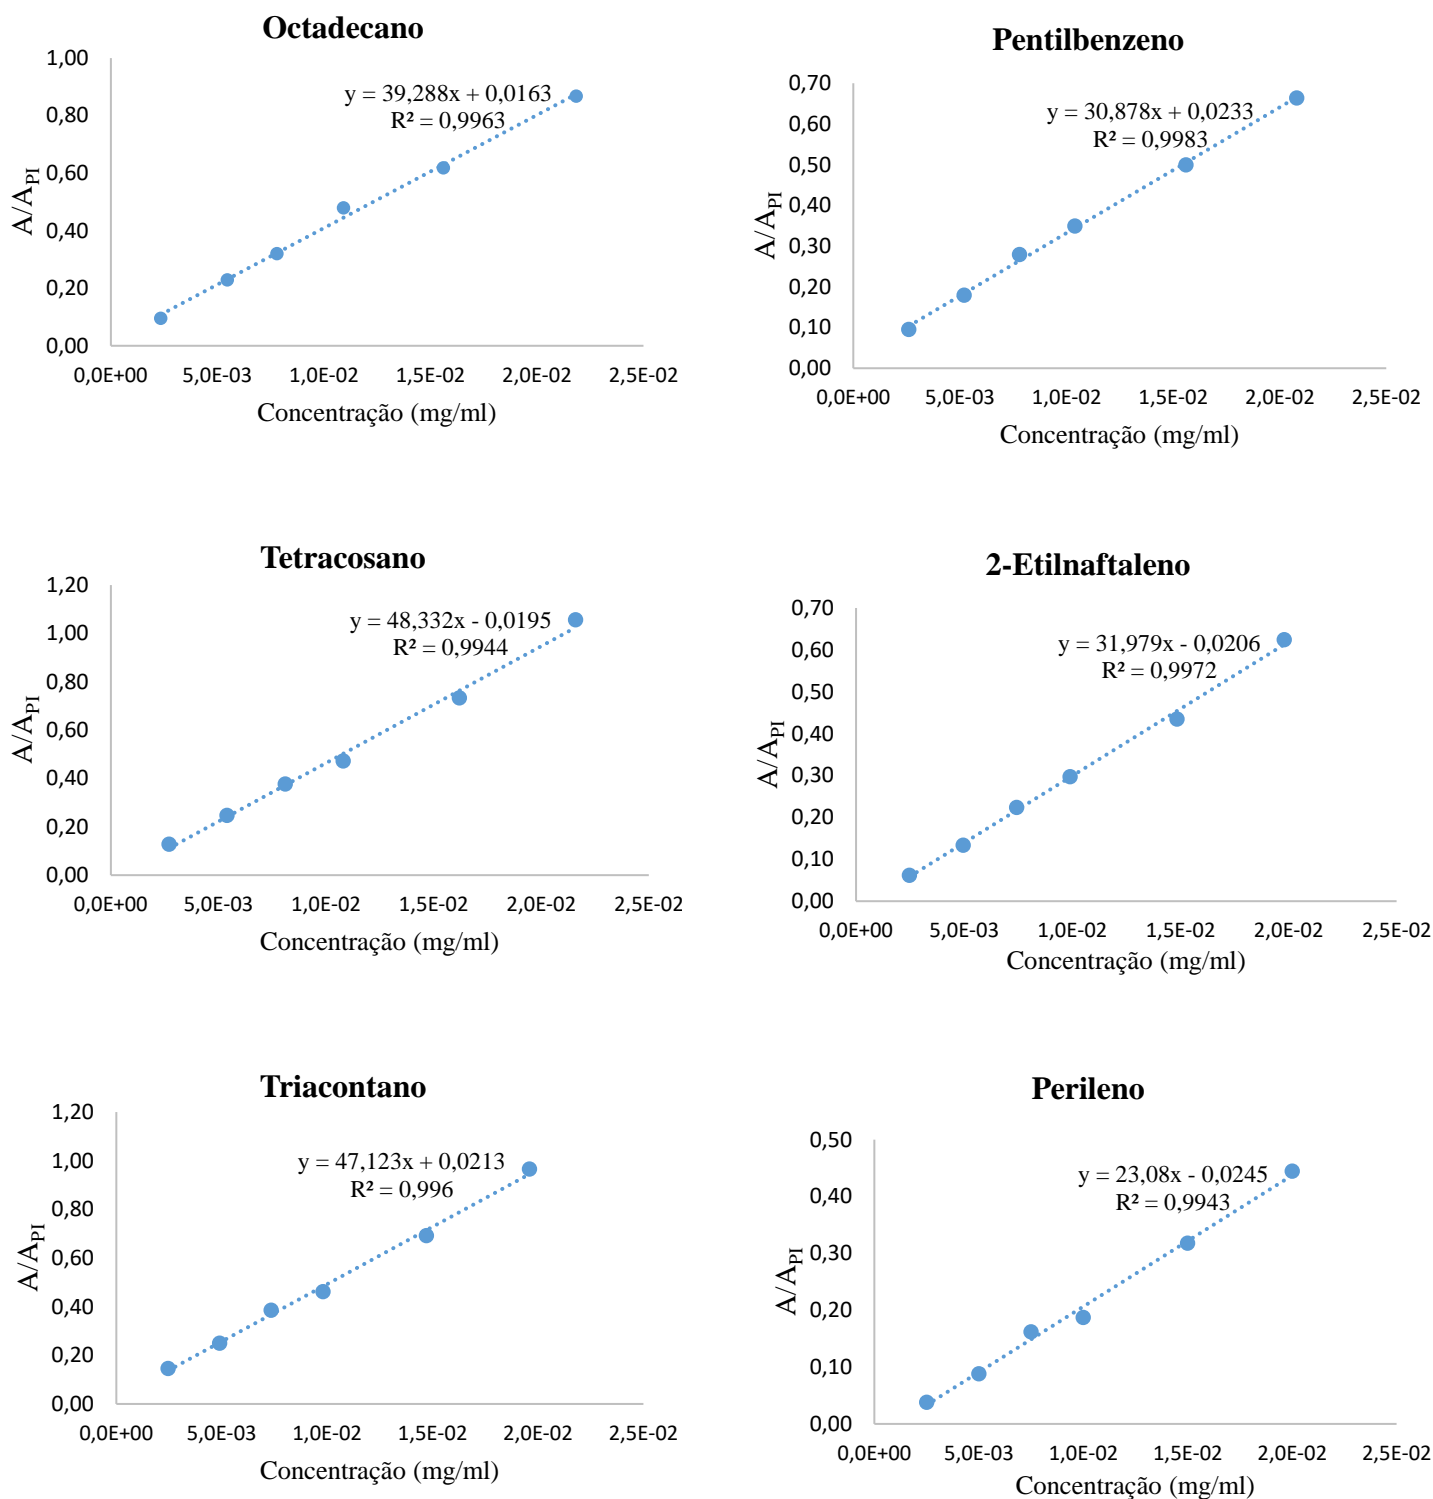 Octadecano
1,00
0,80
0,60
0,40
0,20
0,00
A/API
y = 39,288x + 0,0163
R² = 0,9963
0,0E+00 5,0E-03 1,0E-02 1,5E-02 2,0E-02 2,5E-02
Concentração (mg/ml)
Pentilbenzeno
0,70
0,60
0,50
0,40
0,30
0,20
0,10
0,00
A/API
y = 30,878x + 0,0233
R² = 0,9983
0,0E+00 5,0E-03 1,0E-02 1,5E-02 2,0E-02 2,5E-02
Concentração (mg/ml)
Tetracosano
1,20
1,00
0,80
0,60
0,40
0,20
0,00
A/API
y = 48,332x - 0,0195
R² = 0,9944
0,0E+00 5,0E-03 1,0E-02 1,5E-02 2,0E-02 2,5E-02
Concentração (mg/ml)
2-Etilnaftaleno
0,70
0,60
0,50
0,40
0,30
0,20
0,10
0,00
A/API
y = 31,979x - 0,0206
R² = 0,9972
0,0E+00 5,0E-03 1,0E-02 1,5E-02 2,0E-02 2,5E-02
Concentração (mg/ml)
Triacontano
1,20
1,00
0,80
0,60
0,40
0,20
0,00
A/API
y = 47,123x + 0,0213
R² = 0,996
0,0E+00 5,0E-03 1,0E-02 1,5E-02 2,0E-02 2,5E-02
Concentração (mg/ml)
Perileno
0,50
0,40
0,30
0,20
0,10
0,00
A/API
y = 23,08x - 0,0245
R² = 0,9943
0,0E+00 5,0E-03 1,0E-02 1,5E-02 2,0E-02 2,5E-02
Concentração (mg/ml)